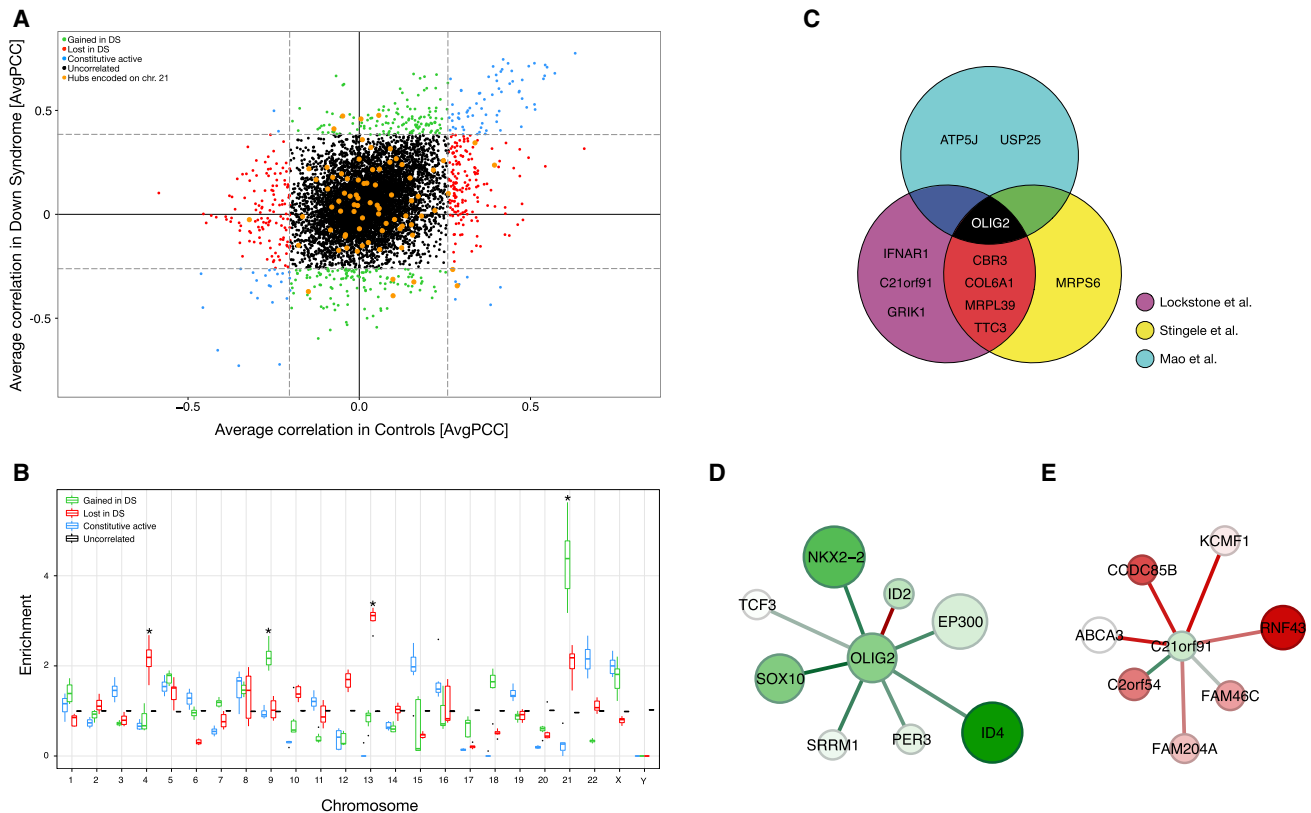 A
Average correlation in Down Syndrome [AvgPCC]
Gained in DS
Lost in DS
Constitutive active
Uncorrelated
Hubs encoded on chr. 21
0.5
0
-0.5
−0.5
0.0
0.5
Average correlation in Controls [AvgPCC]
B
Enrichment
Gained in DS
Lost in DS
Constitutive active
Uncorrelated
4
2
0
*
*
*
*
1 2 3 4 5 6 7 8 9 10 11 12 13 14 15 16 17 18 19 20 21 22 X Y
Chromosome
C
ATP5J USP25
OLIG2
IFNAR1
C21orf91
GRIK1
CBR3
COL6A1
MRPL39
TTC3
MRPS6
Lockstone et al.
Stingele et al.
Mao et al.
D
NKX2−2
TCF3
ID2
EP300
OLIG2
SOX10
SRRM1
PER3
ID4
E
KCMF1
CCDC85B
ABCA3
RNF43
C21orf91
C2orf54
FAM46C
FAM204A